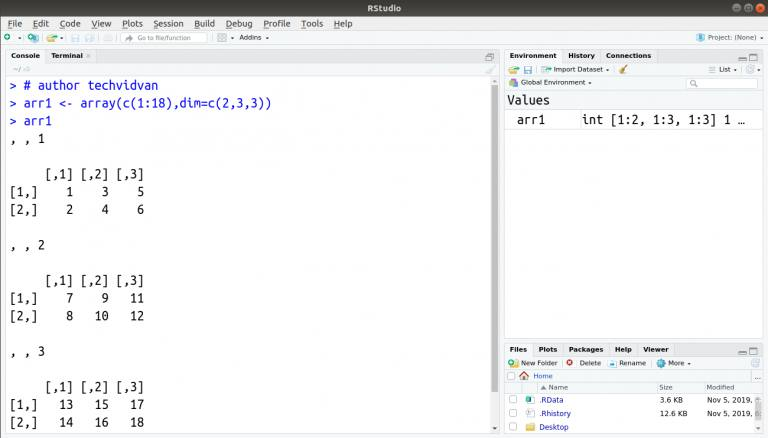 RStudio
File Edit Code View Plots Session Build Debug Profile Tools Help
Go to file/function Addins Project: (None)
Console Terminal
~/
> # author techvidvan
> arr1 <- array(c(1:18),dim=c(2,3,3))
> arr1
, , 1
[,1] [,2] [,3]
[1,] 1 3 5
[2,] 2 4 6
, , 2
[,1] [,2] [,3]
[1,] 7 9 11
[2,] 8 10 12
, , 3
[,1] [,2] [,3]
[1,] 13 15 17
[2,] 14 16 18
Environment History Connections
Import Dataset List
Global Environment
Values
arr1 int [1:2, 1:3, 1:3] 1 …
Files Plots Packages Help Viewer
New Folder Delete Rename More
Home ...
Name Size Modified
.RData 3.6 KB Nov 5, 2019,
.Rhistory 12.6 KB Nov 5, 2019,
Desktop